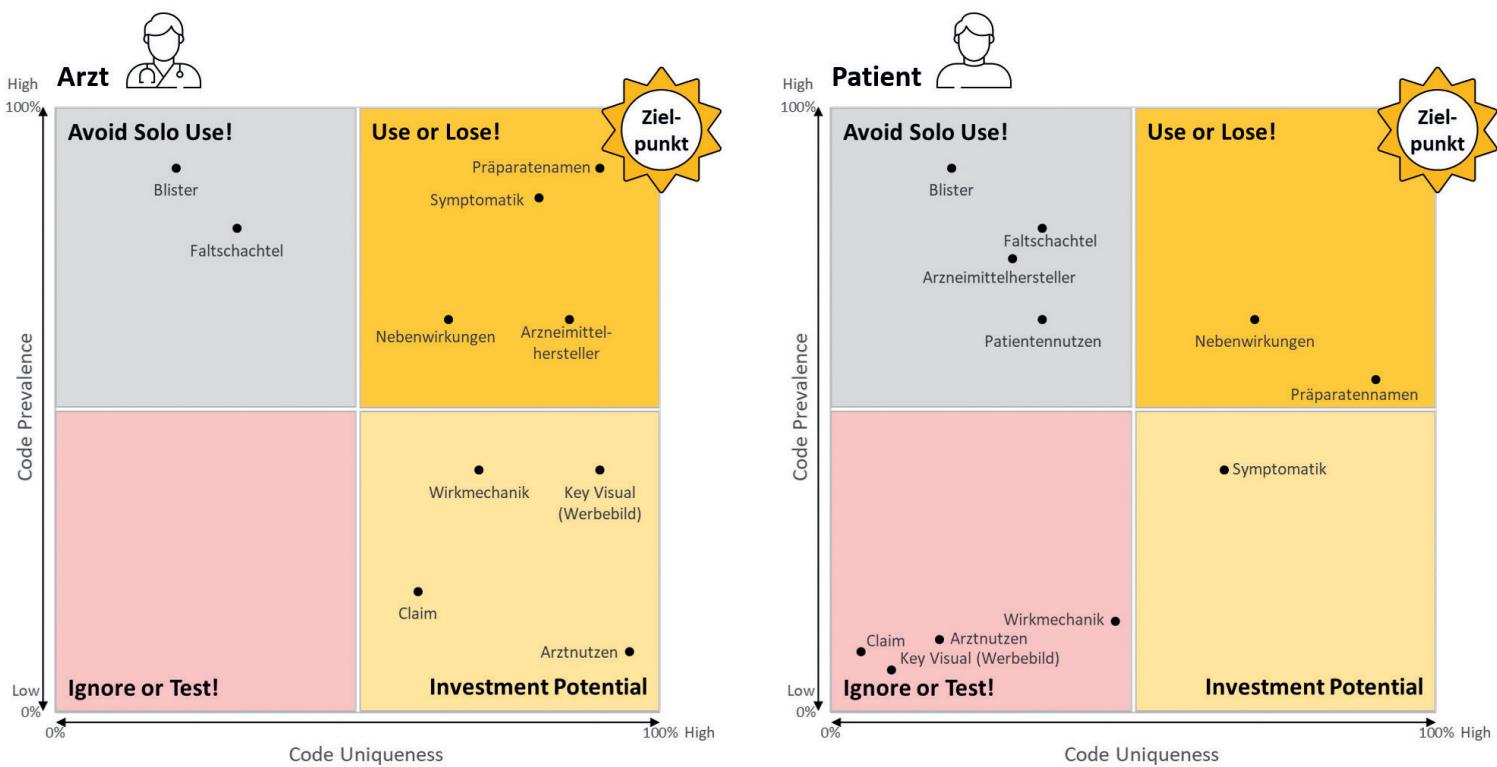 Arzt
High
100%
Avoid Solo Use!
Use or Lose!
Ziel-
punkt
Präparatenamen
Blister
Symptomatik
Faltschachtel
Nebenwirkungen
Arzneimittel-
hersteller
Code Prevalence
Wirkmechanik
Key Visual
(Werbebild)
Claim
Arztnutzen
Ignore or Test!
Investment Potential
Low
0%
0%
100% High
Code Uniqueness
Patient
High
100%
Avoid Solo Use!
Use or Lose!
Ziel-
punkt
Blister
Faltschachtel
Arzneimittelhersteller
Patientennutzen
Nebenwirkungen
Präparatennamen
Code Prevalence
Symptomatik
Wirkmechanik
Claim
Arztnutzen
Key Visual (Werbebild)
Ignore or Test!
Investment Potential
Low
0%
0%
100% High
Code Uniqueness